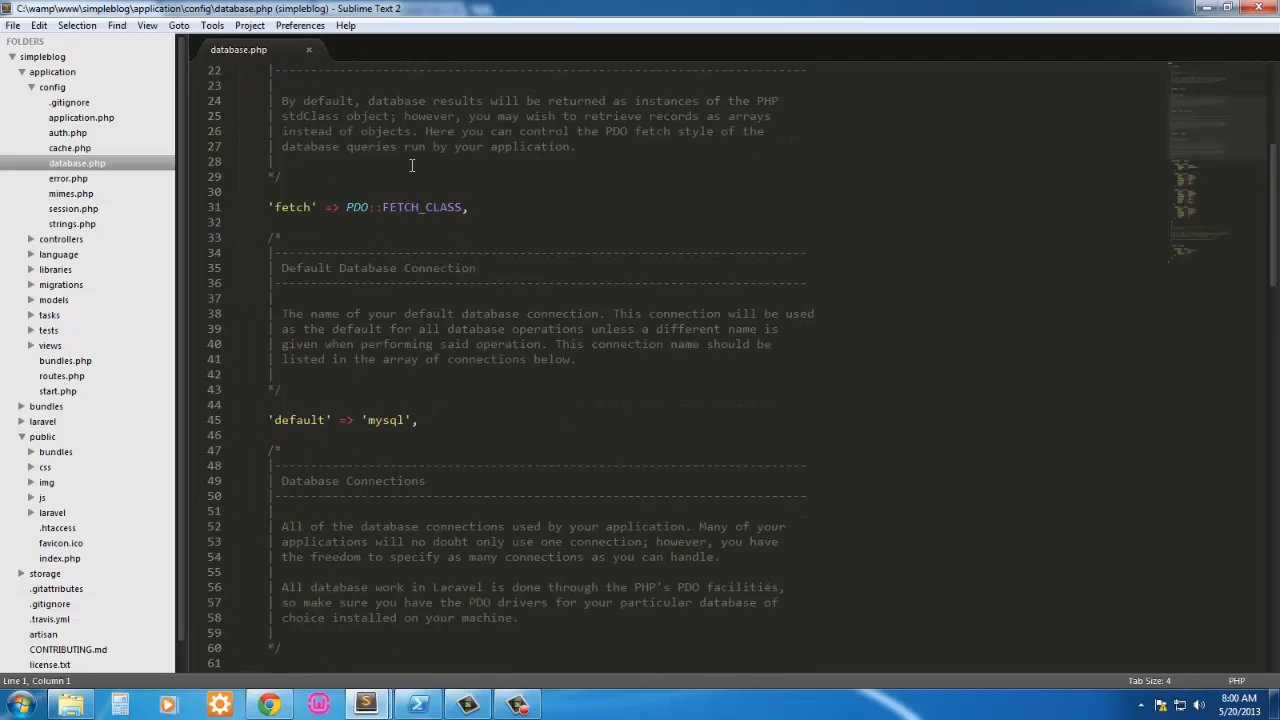 C:\wamp\www\simpleblog\application\config\database.php (simpleblog) - Sublime Text 2
File Edit Selection Find View Goto Tools Project Preferences Help
FOLDERS
simpleblog
application
config
.gitignore
application.php
auth.php
cache.php
database.php
error.php
mimes.php
session.php
strings.php
controllers
language
libraries
migrations
models
tasks
tests
views
bundles.php
routes.php
start.php
bundles
laravel
public
bundles
css
img
js
laravel
.htaccess
favicon.ico
index.php
storage
.gitattributes
.gitignore
.travis.yml
artisan
CONTRIBUTING.md
license.txt
database.php
22 |---------------------------------------------------------------------
23 |
24 | By default, database results will be returned as instances of the PHP
25 | stdClass object; however, you may wish to retrieve records as arrays
26 | instead of objects. Here you can control the PDO fetch style of the
27 | database queries run by your application.
28 |
29 */
30
31 'fetch' => PDO::FETCH_CLASS,
32
33 /*
34 |---------------------------------------------------------------------
35 | Default Database Connection
36 |---------------------------------------------------------------------
37 |
38 | The name of your default database connection. This connection will be used
39 | as the default for all database operations unless a different name is
40 | given when performing said operation. This connection name should be
41 | listed in the array of connections below.
42 |
43 */
44
45 'default' => 'mysql',
46
47 /*
48 |---------------------------------------------------------------------
49 | Database Connections
50 |---------------------------------------------------------------------
51 |
52 | All of the database connections used by your application. Many of your
53 | applications will no doubt only use one connection; however, you have
54 | the freedom to specify as many connections as you can handle.
55 |
56 | All database work in Laravel is done through the PHP's PDO facilities,
57 | so make sure you have the PDO drivers for your particular database of
58 | choice installed on your machine.
59 |
60 */
61
Line 1, Column 1
Tab Size: 4
PHP
8:00 AM
5/20/2013